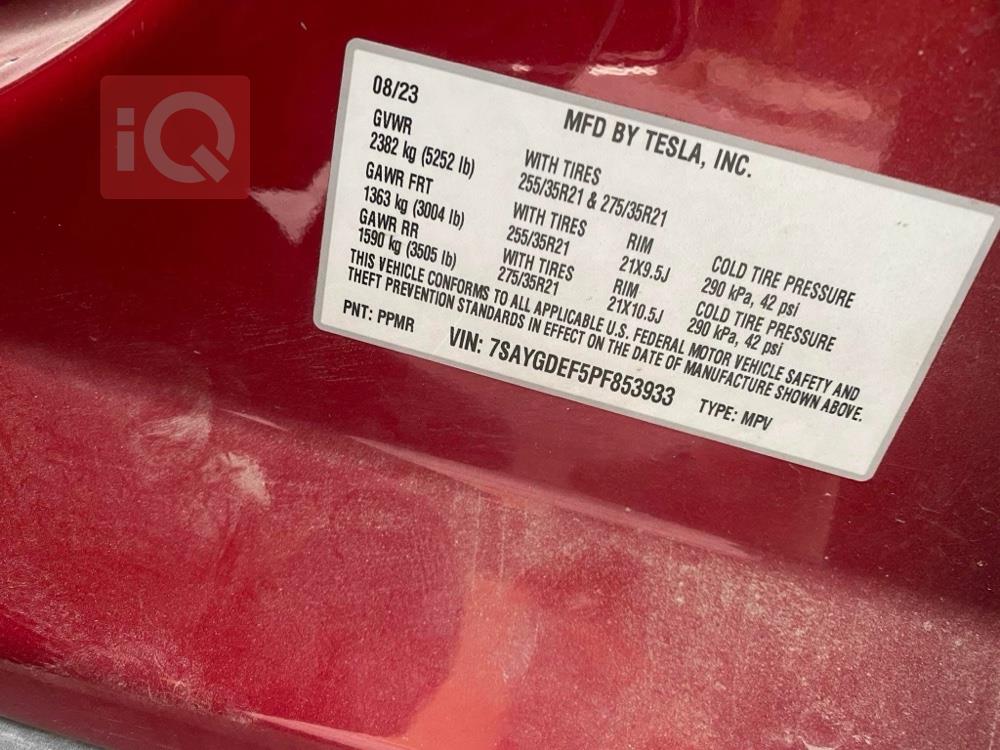 iQ
08/23
MFD BY TESLA, INC.
GVWR
2382 kg (5252 lb)
WITH TIRES
255/35R21 & 275/35R21
GAWR FRT
1363 kg (3004 lb)
WITH TIRES
255/35R21
RIM
21X9.5J
COLD TIRE PRESSURE
290 kPa, 42 psi
GAWR RR
1590 kg (3505 lb)
WITH TIRES
275/35R21
RIM
21X10.5J
COLD TIRE PRESSURE
290 kPa, 42 psi
THIS VEHICLE CONFORMS TO ALL APPLICABLE U.S. FEDERAL MOTOR VEHICLE SAFETY AND
THEFT PREVENTION STANDARDS IN EFFECT ON THE DATE OF MANUFACTURE SHOWN ABOVE.
PNT: PPMR
VIN: 7SAYGDEF5PF853933
TYPE: MPV